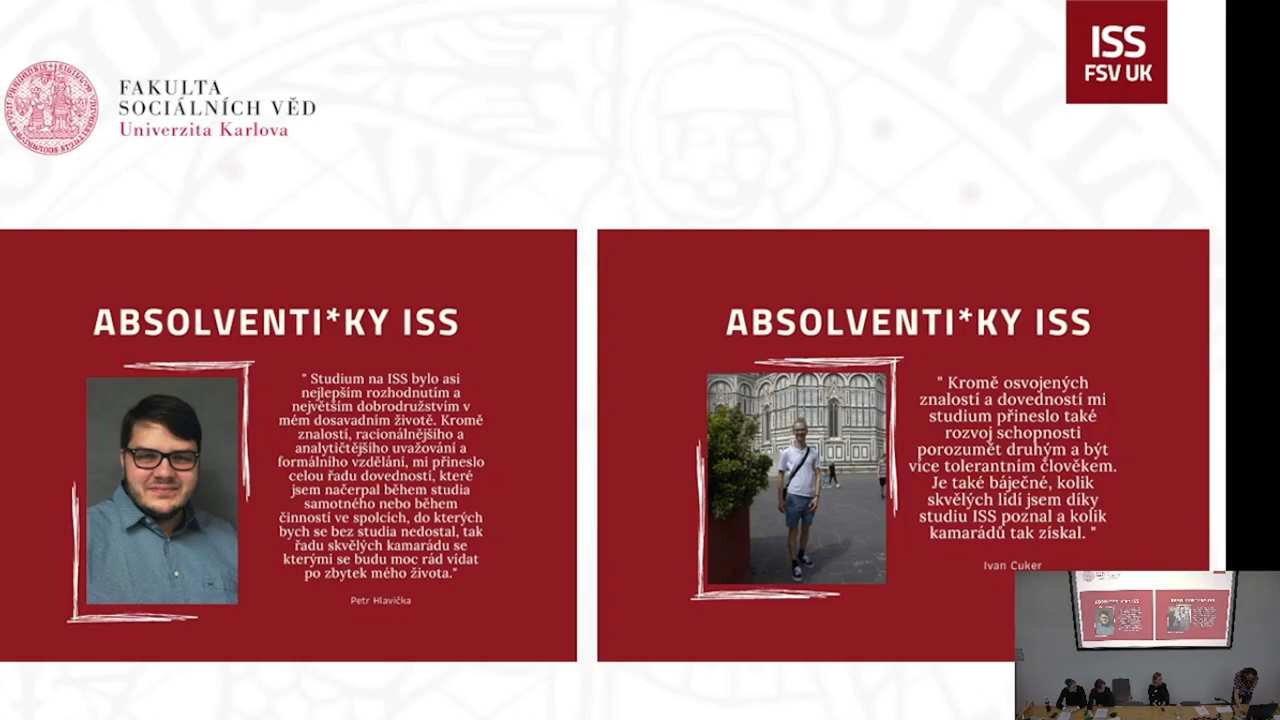 FAKULTA
SOCIÁLNÍCH VĚD
Univerzita Karlova
ISS
FSV UK
ABSOLVENTI*KY ISS
" Studium na ISS bylo asi
nejlepším rozhodnutím a
největším dobrodružstvím v
mém dosavadním životě. Kromě
znalostí, racionálnějšího a
analytičtějšího uvažování a
formálního vzdělání, mi přineslo
celou řadu dovedností, které
jsem načerpal během studia
samotného nebo během
činností ve spolcích, do kterých
bych se bez studia nedostal, tak
řadu skvělých kamarádu se
kterými se budu moc rád vídat
po zbytek mého života."
Petr Hlavička
ABSOLVENTI*KY ISS
" Kromě osvojených
znalostí a dovedností mi
studium přineslo také
rozvoj schopnosti
porozumět druhým a být
více tolerantním člověkem.
Je také báječné, kolik
skvělých lidí jsem díky
studiu ISS poznal a kolik
kamarádů tak získal. "
Ivan Cuker